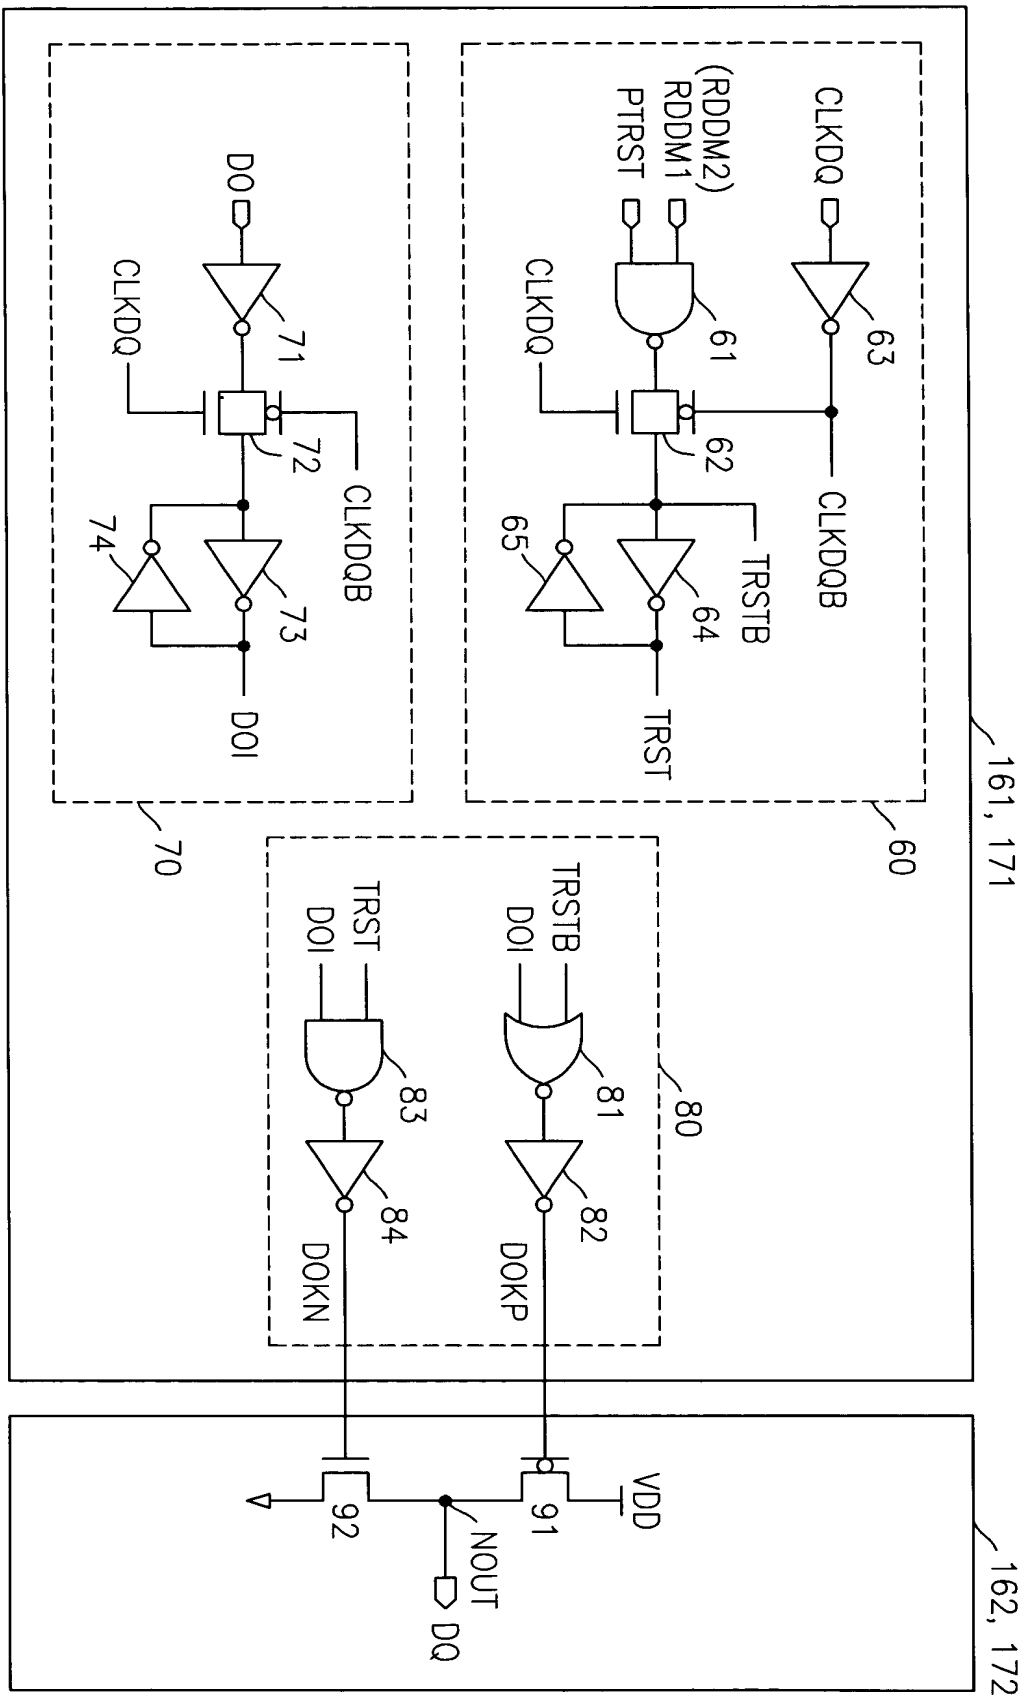 161, 171
60
CLKDQ
63
CLKDQB
(RDDM2)
RDDM1
PTRST
61
62
CLKDQ
TRSTB
64
65
TRST
70
DO
71
CLKDQ
72
CLKDQB
73
74
DOI
80
TRSTB
DOI
81
82
DOKP
TRST
DOI
83
84
DOKN
162, 172
VDD
91
NOUT
DQ
92